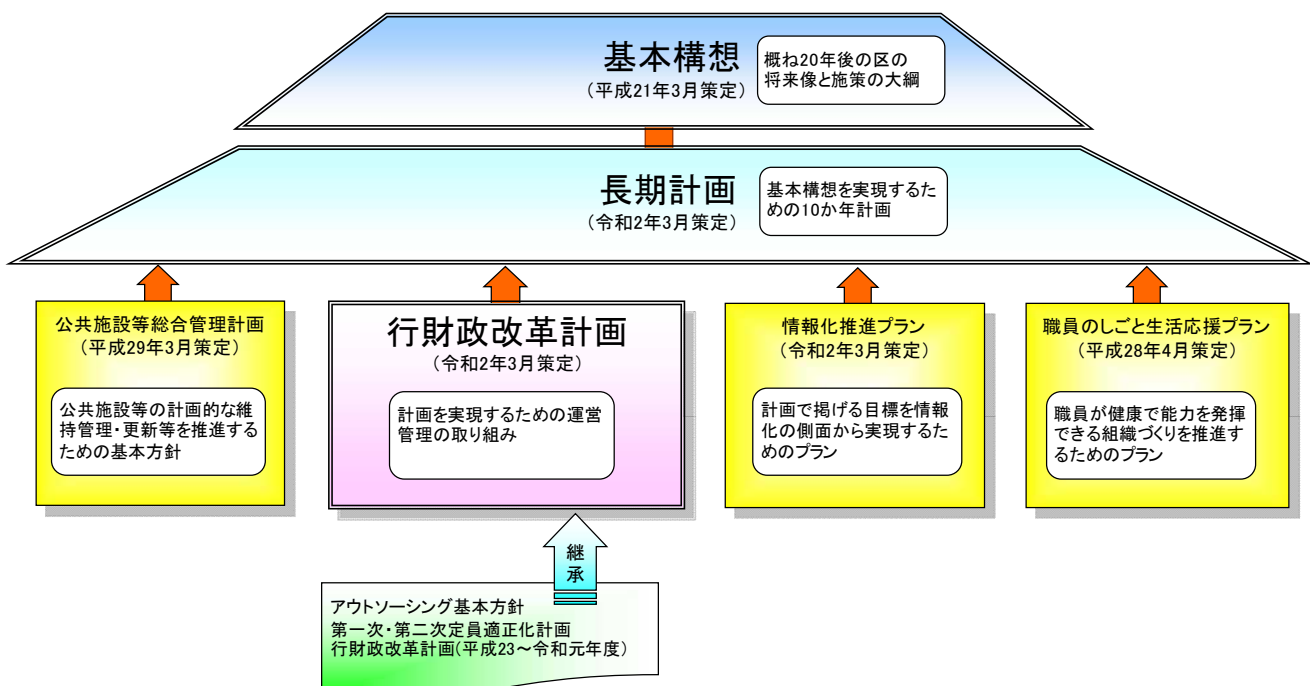 基本構想
(平成21年3月策定)
概ね20年後の区の
将来像と施策の大綱
長期計画
(令和2年3月策定)
基本構想を実現するた
めの10か年計画
公共施設等総合管理計画
(平成29年3月策定)
公共施設等の計画的な維
持管理・更新等を推進する
ための基本方針
行財政改革計画
(令和2年3月策定)
計画を実現するための運営
管理の取り組み
情報化推進プラン
(令和2年3月策定)
計画で掲げる目標を情報
化の側面から実現するた
めのプラン
職員のしごと生活応援プラン
(平成28年4月策定)
職員が健康で能力を発揮
できる組織づくりを推進す
るためのプラン
継
承
アウトソーシング基本方針
第一次・第二次定員適正化計画
行財政改革計画(平成23～令和元年度)